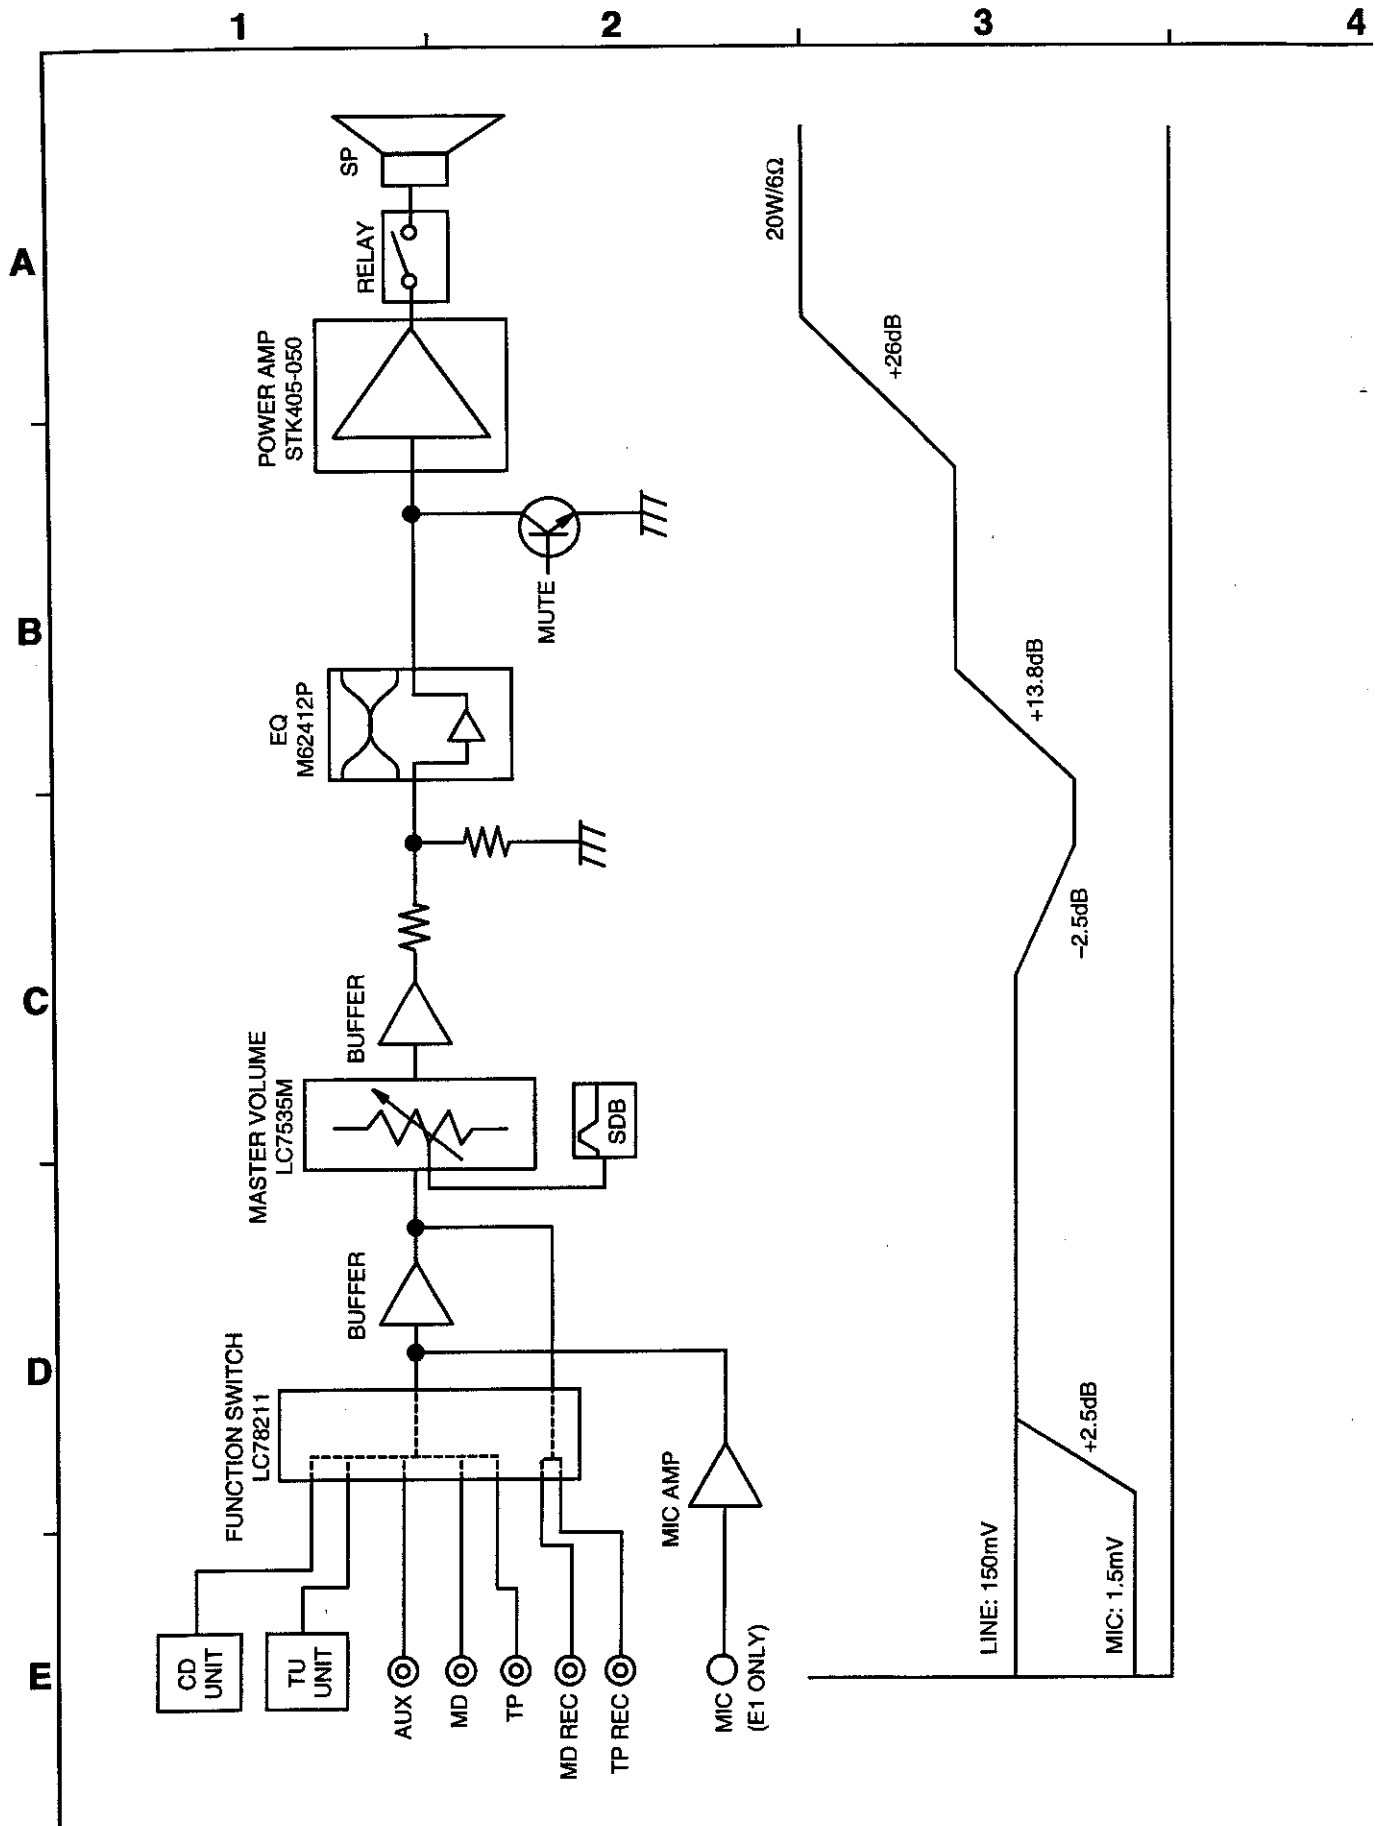 1
2
3
4
A
B
C
D
E
SP
RELAY
POWER AMP
STK405-050
MUTE
EQ
M62412P
BUFFER
MASTER VOLUME
LC7535M
SDB
BUFFER
FUNCTION SWITCH
LC78211
MIC AMP
CD
UNIT
TU
UNIT
AUX
MD
TP
MD REC
TP REC
MIC
(E1 ONLY)
20W/6Ω
+26dB
+13.8dB
−2.5dB
+2.5dB
LINE: 150mV
MIC: 1.5mV